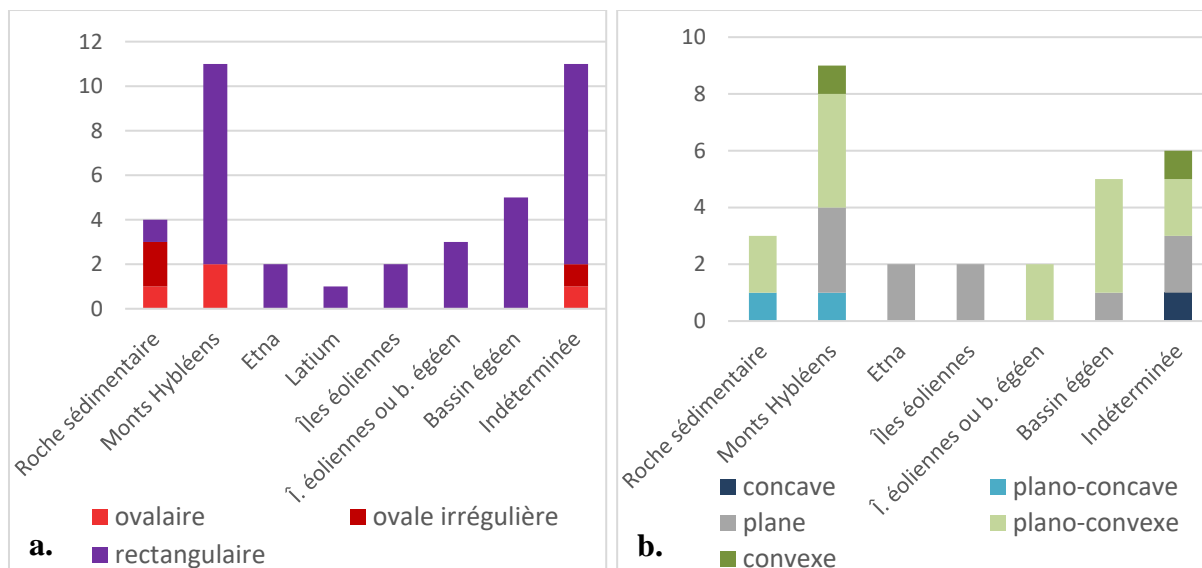 12
10
8
6
4
2
0
Roche sédimentaire
Monts Hybléens
Etna
Latium
Îles éoliennes
Î. éoliennes ou b. égéen
Bassin égéen
Indéterminée
ovalaire
ovale irrégulière
rectangulaire
a.
10
8
6
4
2
0
Roche sédimentaire
Monts Hybléens
Etna
Îles éoliennes
Î. éoliennes ou b. égéen
Bassin égéen
Indéterminée
concave
plano-concave
plane
plano-convexe
convexe
b.